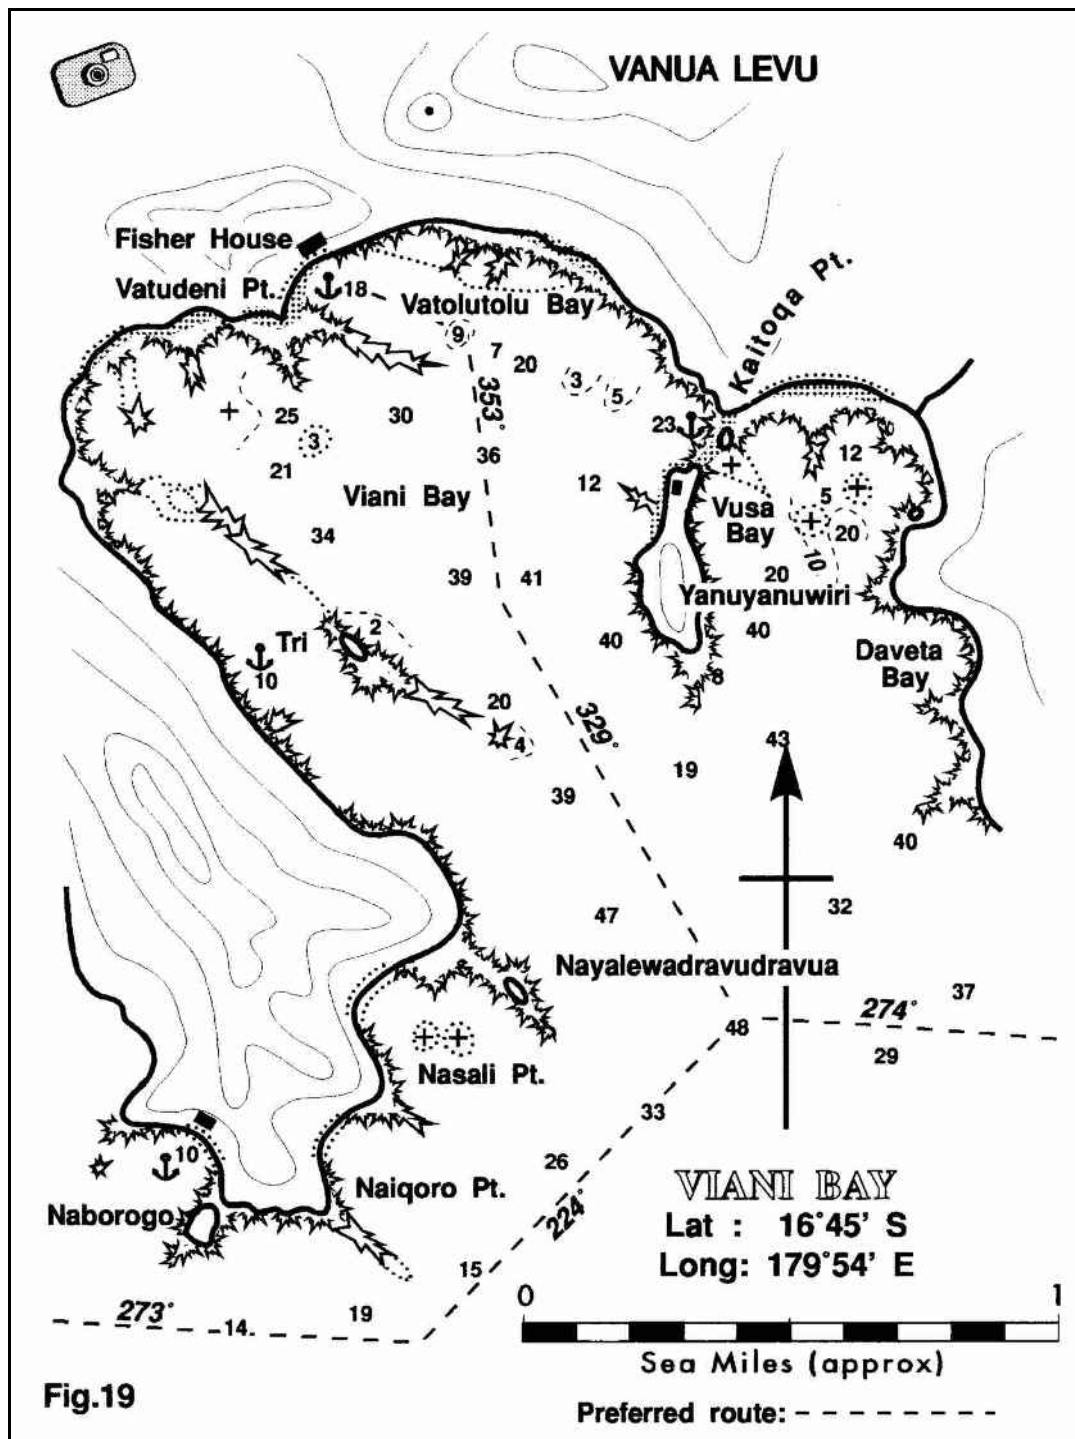 VANUA LEVU
Fisher House
Vatudeni Pt.
18
Vatolutolu Bay
Kaitoqa Pt.
9
7
20
3
5
353°
25
30
3
23
36
21
12
12
Viani Bay
5
Vusa
Bay
20
10
34
39
41
20
Yanuyanuwiri
2
Tri
40
40
Daveta
Bay
10
8
20
329°
4
43
19
39
40
32
47
Nayalewadravudravua
37
274°
48
29
Nasali Pt.
33
10
26
Naiqoro Pt.
VIANI BAY
Naborogo
224°
Lat : 16°45' S
Long: 179°54' E
15
273°
14
19
0 1
Sea Miles (approx)
Fig.19
Preferred route: